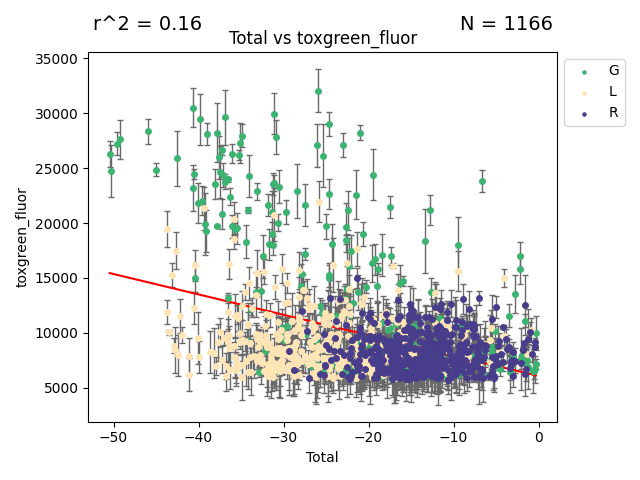 r^2 = 0.16
N = 1166
Total vs toxgreen_fluor
35000
30000
25000
20000
15000
10000
5000
toxgreen_fluor
−50
−40
−30
−20
−10
0
Total
G
L
R